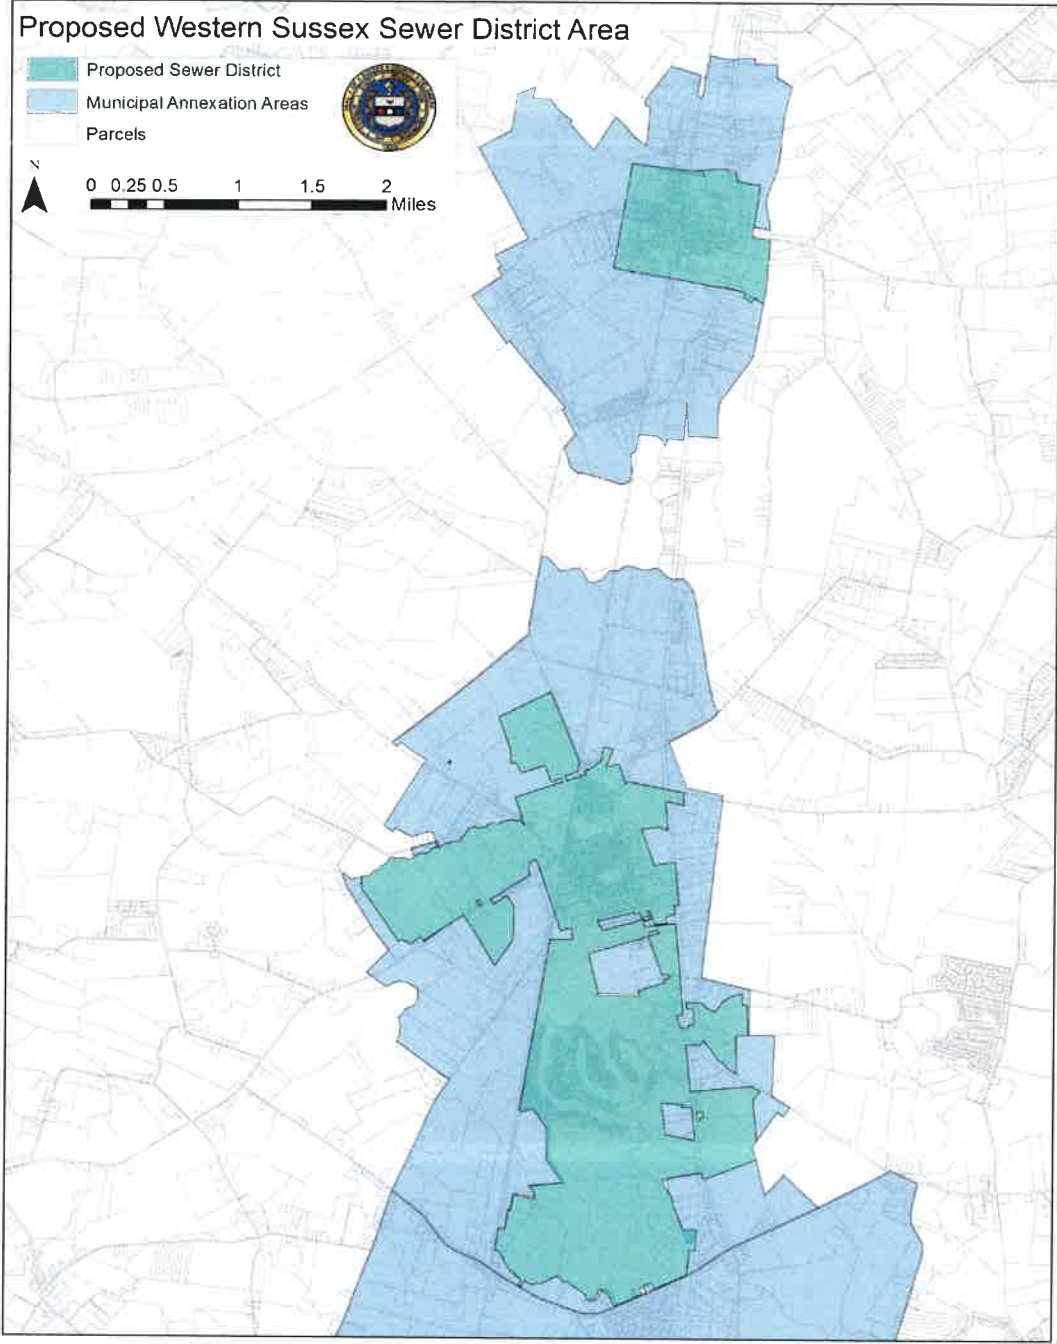 Proposed Western Sussex Sewer District Area
Proposed Sewer District
Municipal Annexation Areas
Parcels
N
0 0.25 0.5 1 1.5 2
Miles